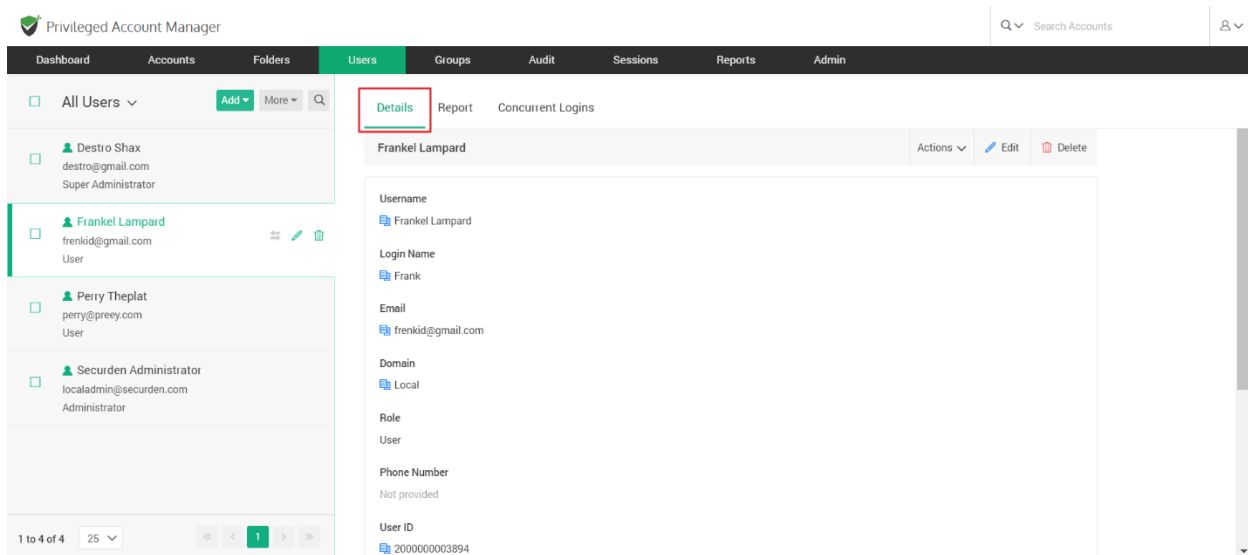 Privileged Account Manager
Search Accounts
Dashboard Accounts Folders Users Groups Audit Sessions Reports Admin
All Users Add More
Destro Shax
destro@gmail.com
Super Administrator
Frankel Lampard
frenkid@gmail.com
User
Perry Theplat
perry@preey.com
User
Securden Administrator
localadmin@securden.com
Administrator
1 to 4 of 4 25 « < 1 > »
Details Report Concurrent Logins
Frankel Lampard Actions Edit Delete
Username
Frankel Lampard
Login Name
Frank
Email
frenkid@gmail.com
Domain
Local
Role
User
Phone Number
Not provided
User ID
2000000003894